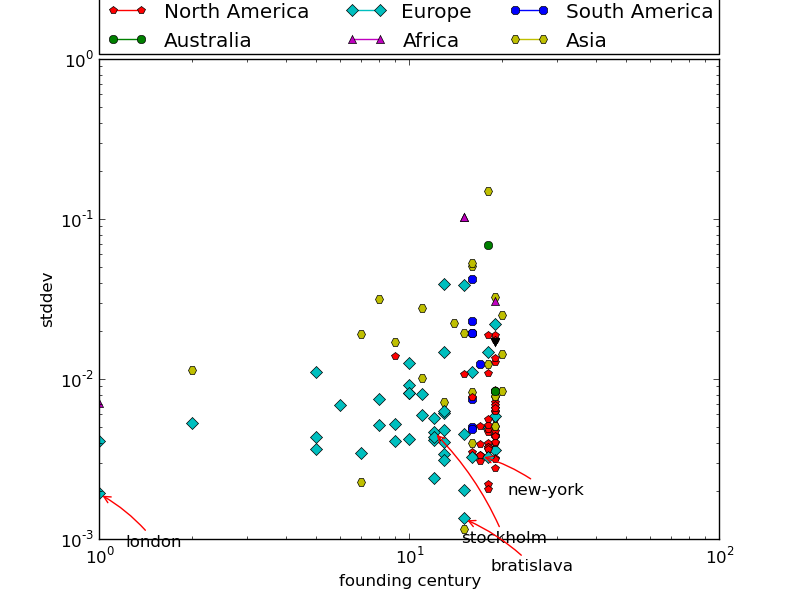 North America Europe South America
Australia Africa Asia
10^0
10^-1
stddev
10^-2
new-york
stockholm
london
10^-3
bratislava
10^0 10^1 10^2
founding century